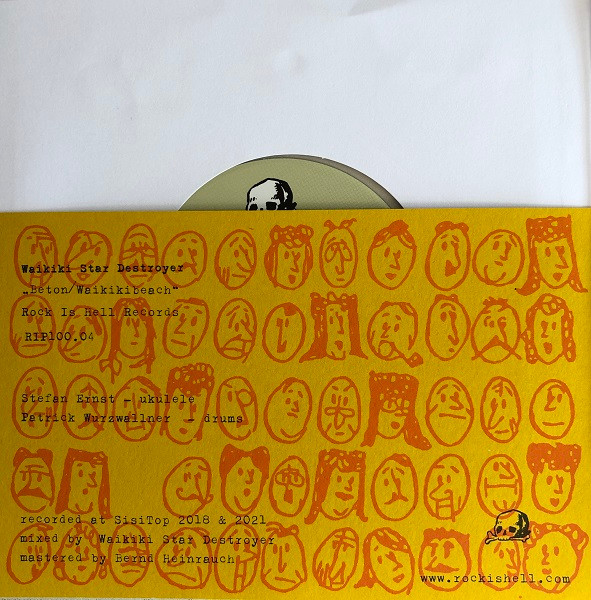 Waikiki Star Destroyer
„Beton/Waikikibeach“
Rock Is Hell Records
RIP100.04
Stefan Ernst - ukulele
Patrick Wurzwallner - drums
recorded at SisiTop 2018 & 2021
mixed by Waikiki Star Destroyer
mastered by Bernd Heinrauch
www.rockishell.com